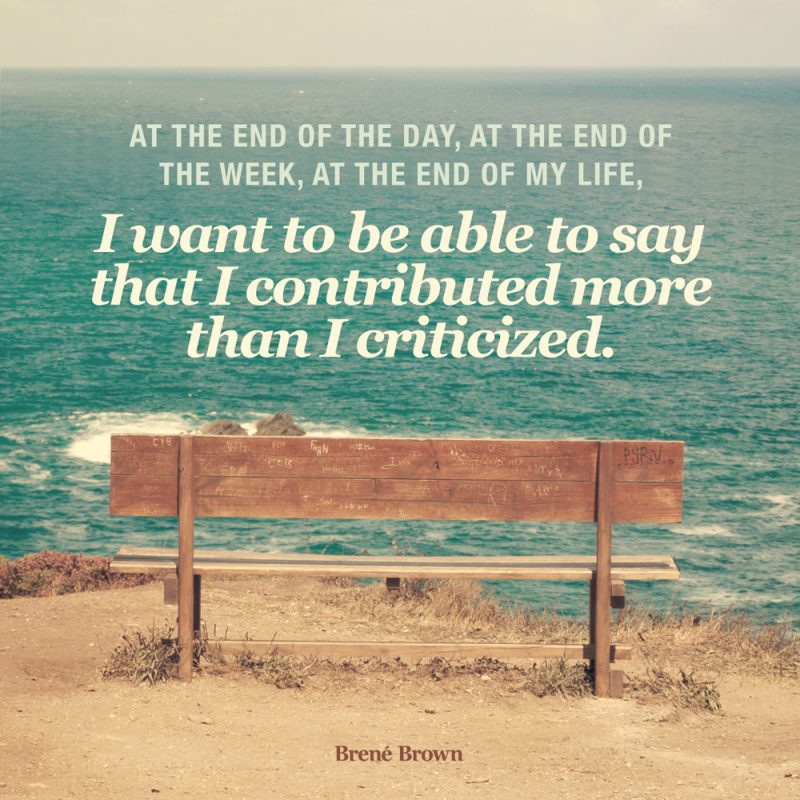 AT THE END OF THE DAY, AT THE END OF
THE WEEK, AT THE END OF MY LIFE,
I want to be able to say
that I contributed more
than I criticized.
PYRN
Brené Brown